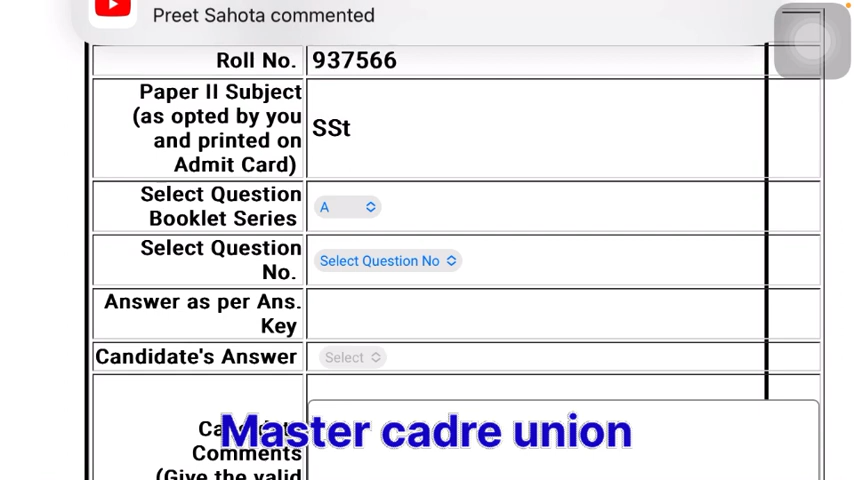 Preet Sahota commented
Roll No. 937566
Paper II Subject
(as opted by you
and printed on
Admit Card)
SSt
Select Question
Booklet Series
A
Select Question
No.
Select Question No
Answer as per Ans.
Key
Candidate's Answer Select
Master cadre union
Comments
(Give the valid